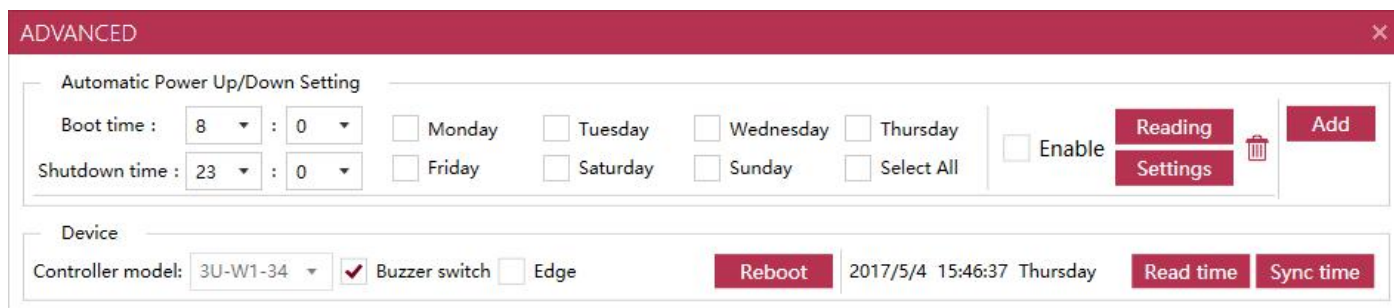 ADVANCED
Automatic Power Up/Down Setting
Boot time : 8 : 0 Monday Tuesday Wednesday Thursday Enable Reading Add
Shutdown time : 23 : 0 Friday Saturday Sunday Select All Settings
Device
Controller model: 3U-W1-34 Buzzer switch Edge Reboot 2017/5/4 15:46:37 Thursday Read time Sync time